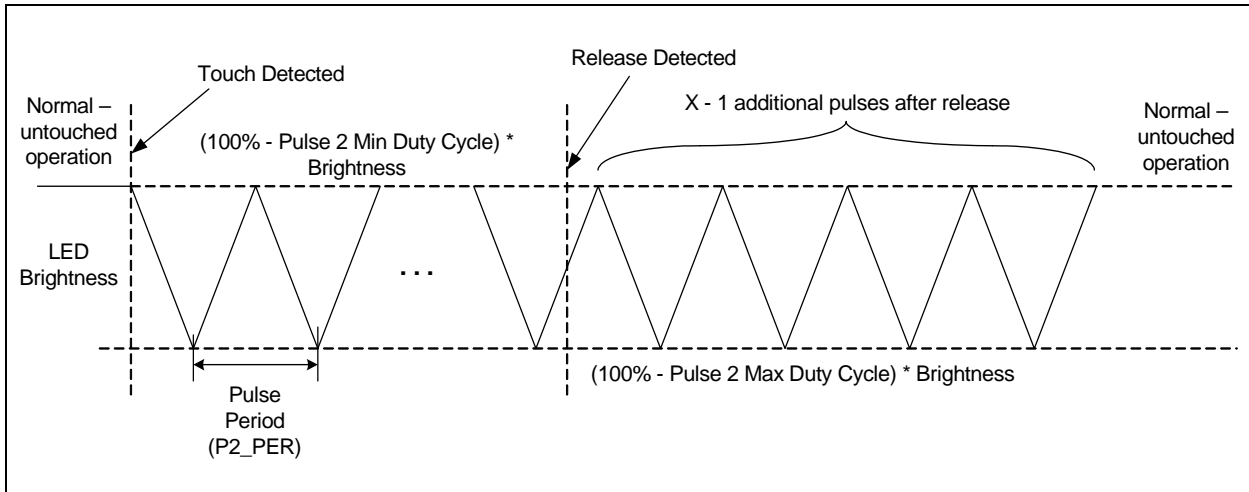 Touch Detected
Release Detected
Normal –
untouched
operation
(100% - Pulse 2 Min Duty Cycle) *
Brightness
X - 1 additional pulses after release
Normal –
untouched
operation
LED
Brightness
. . .
Pulse
Period
(P2_PER)
(100% - Pulse 2 Max Duty Cycle) * Brightness